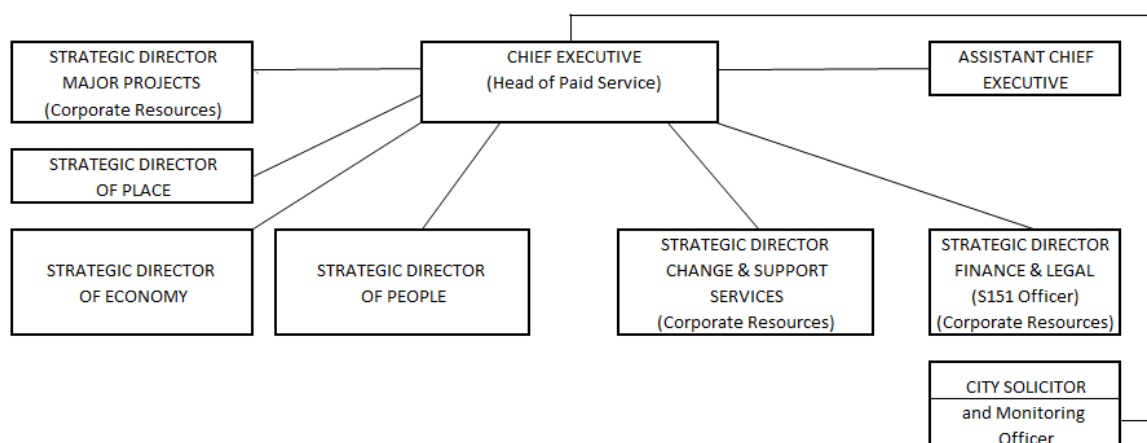 STRATEGIC DIRECTOR
MAJOR PROJECTS
(Corporate Resources)
CHIEF EXECUTIVE
(Head of Paid Service)
ASSISTANT CHIEF
EXECUTIVE
STRATEGIC DIRECTOR
OF PLACE
STRATEGIC DIRECTOR
OF ECONOMY
STRATEGIC DIRECTOR
OF PEOPLE
STRATEGIC DIRECTOR
CHANGE & SUPPORT
SERVICES
(Corporate Resources)
STRATEGIC DIRECTOR
FINANCE & LEGAL
(S151 Officer)
(Corporate Resources)
CITY SOLICITOR
and Monitoring
Officer